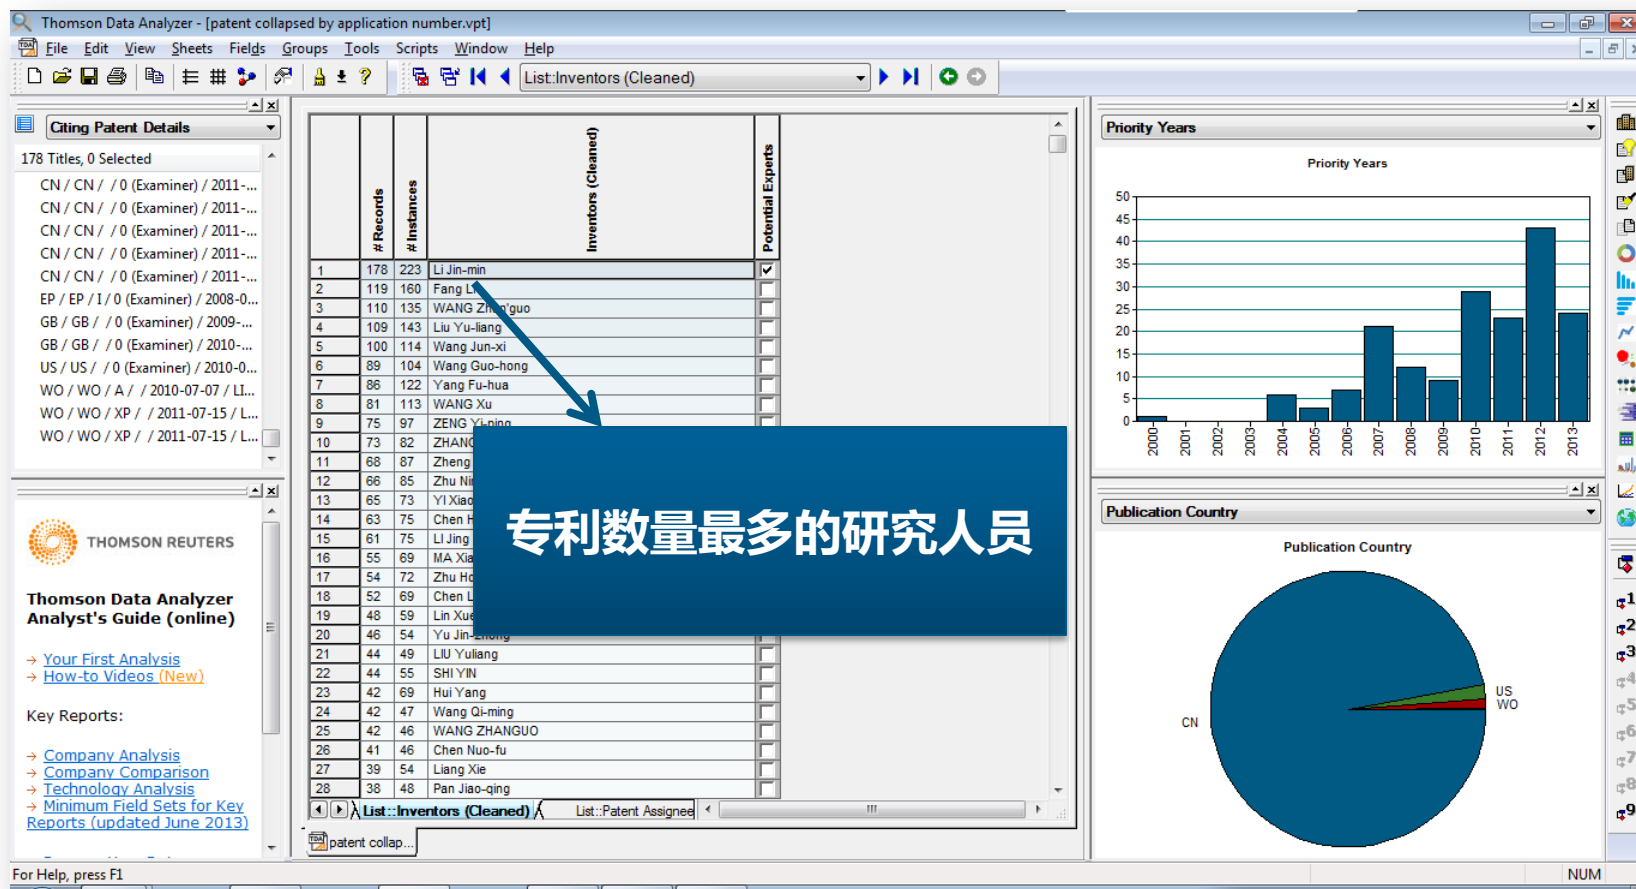 Thomson Data Analyzer - [patent collapsed by application number.vpt]
File Edit View Sheets Fields Groups Tools Scripts Window Help
List:Inventors (Cleaned)
Citing Patent Details
178 Titles, 0 Selected
CN / CN / / 0 (Examiner) / 2011-...
CN / CN / / 0 (Examiner) / 2011-...
CN / CN / / 0 (Examiner) / 2011-...
CN / CN / / 0 (Examiner) / 2011-...
CN / CN / / 0 (Examiner) / 2011-...
EP / EP / I / 0 (Examiner) / 2008-0...
GB / GB / / 0 (Examiner) / 2009-...
GB / GB / / 0 (Examiner) / 2010-...
US / US / / 0 (Examiner) / 2010-0...
WO / WO / A / / 2010-07-07 / LI...
WO / WO / XP / / 2011-07-15 / L...
WO / WO / XP / / 2011-07-15 / L...
THOMSON REUTERS
Thomson Data Analyzer
Analyst's Guide (online)
→ Your First Analysis
→ How-to Videos (New)
Key Reports:
→ Company Analysis
→ Company Comparison
→ Technology Analysis
→ Minimum Field Sets for Key
Reports (updated June 2013)
# Records # Instances Inventors (Cleaned) Potential Experts
1 178 223 Li Jin-min
2 119 160 Fang
3 110 135 WANG
4 109 143 Liu Yu-liang
5 100 114 Wang Jun-xi
6 89 104 Wang Guo-hong
7 86 122 Yang Fu-hua
8 81 113 WANG Xu
9 75 97 ZENG Yi-ping
10 73 82 ZHANG
11 68 87 Zheng
12 66 85 Zhu
13 65 73 YI
14 63 75 Chen
15 61 75 LI Jing
16 55 69 MA
17 54 72 Zhu
18 52 69 Chen
19 48 59 Lin
20 46 54 Yu
21 44 49 LIU Yuliang
22 44 55 SHI YIN
23 42 69 Hui Yang
24 42 47 Wang Qi-ming
25 42 46 WANG ZHANGUO
26 41 46 Chen Nuo-fu
27 39 54 Liang Xie
28 38 48 Pan Jiao-qing
专利数量最多的研究人员
List::Inventors (Cleaned) List::Patent Assignee
patent collap...
Priority Years
Priority Years
50
45
40
35
30
25
20
15
10
5
0
2000 2001 2002 2003 2004 2005 2006 2007 2008 2009 2010 2011 2012 2013
Publication Country
Publication Country
US
WO
CN
1
2
3
4
5
6
7
8
9
For Help, press F1
NUM